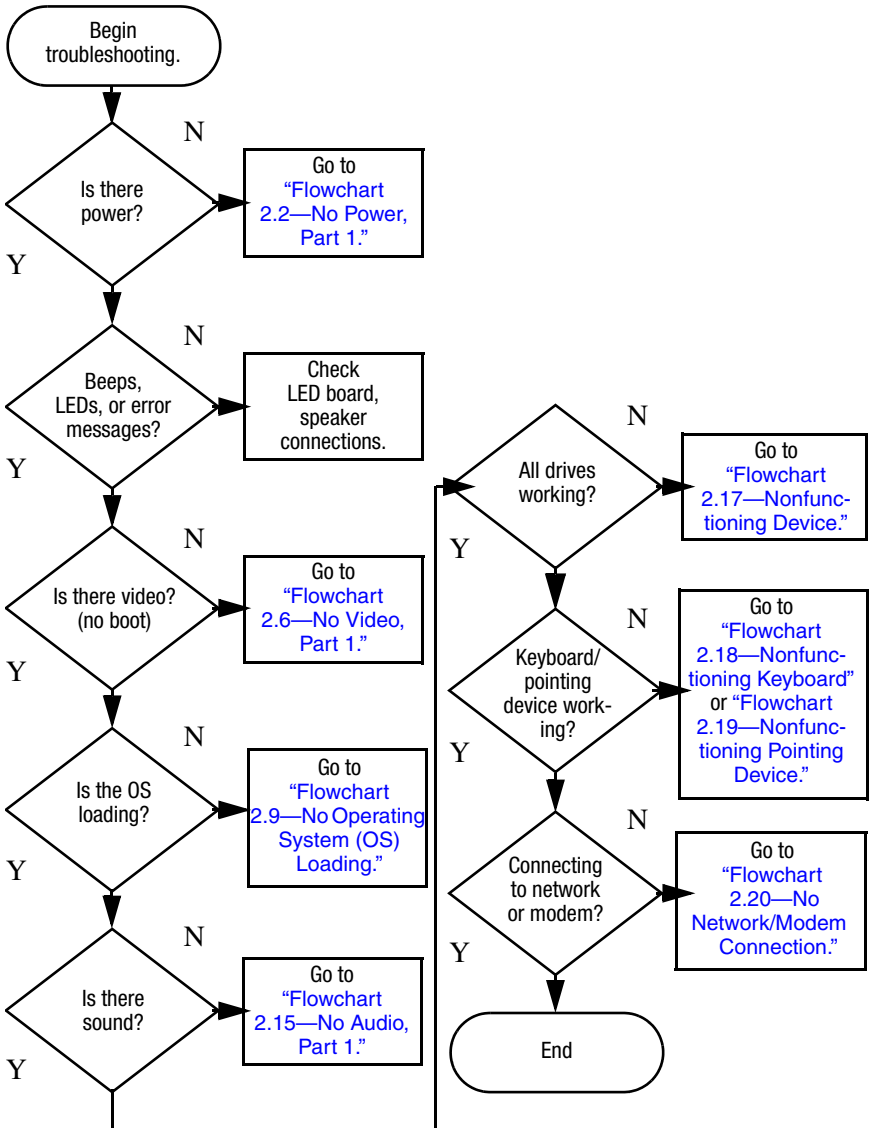 Begin
troubleshooting.
N
Is there
power?
Go to
“Flowchart
2.2—No Power,
Part 1.”
Y
N
Beeps,
LEDs, or error
messages?
Check
LED board,
speaker
connections.
Y
N
Is there video?
(no boot)
Go to
“Flowchart
2.6—No Video,
Part 1.”
Y
N
Is the OS
loading?
Go to
“Flowchart
2.9—No Operating
System (OS)
Loading.”
Y
N
Is there
sound?
Go to
“Flowchart
2.15—No Audio,
Part 1.”
Y
N
All drives
working?
Go to
“Flowchart
2.17—Nonfunc-
tioning Device.”
Y
N
Keyboard/
pointing
device work-
ing?
Go to
“Flowchart
2.18—Nonfunc-
tioning Keyboard”
or “Flowchart
2.19—Nonfunc-
tioning Pointing
Device.”
Y
N
Connecting
to network
or modem?
Go to
“Flowchart
2.20—No
Network/Modem
Connection.”
Y
End